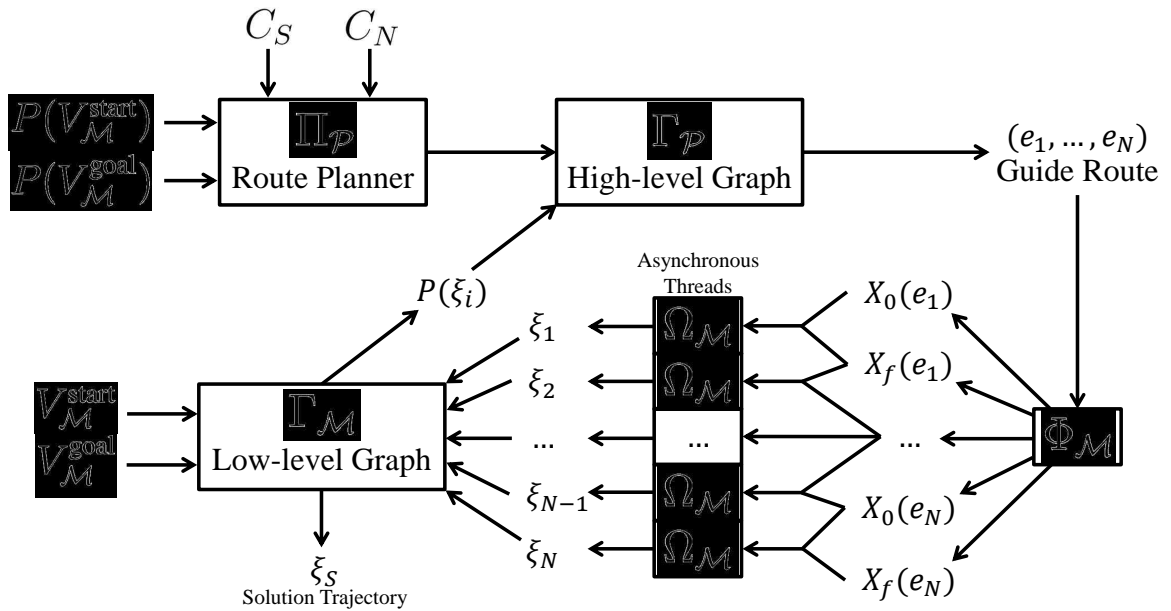 C_S
C_N
P(V_ℳ^start)
P(V_ℳ^goal)
Π_𝒫
Route Planner
Γ_𝒫
High-level Graph
(e_1, …, e_N)
Guide Route
P(ξ_i)
Asynchronous
Threads
Ω_ℳ
Ω_ℳ
...
Ω_ℳ
Ω_ℳ
X_0(e_1)
X_f(e_1)
...
X_0(e_N)
X_f(e_N)
Φ_ℳ
ξ_1
ξ_2
...
ξ_{N−1}
ξ_N
V_ℳ^start
V_ℳ^goal
Γ_ℳ
Low-level Graph
ξ_S
Solution Trajectory